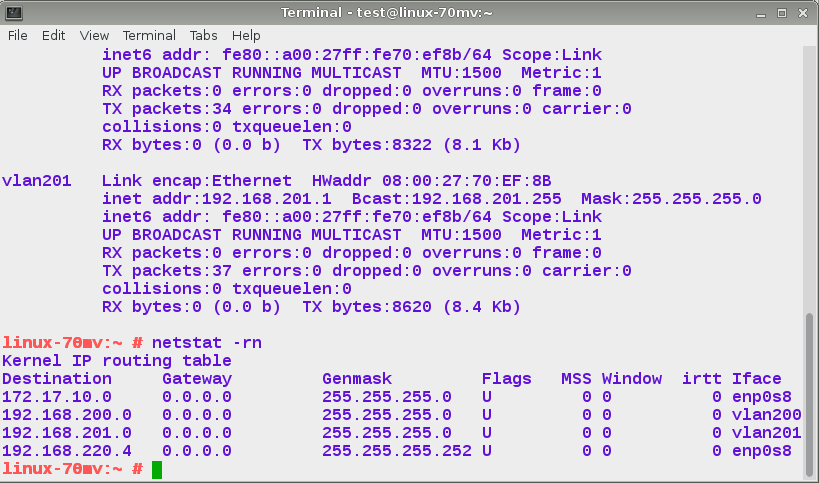 Terminal - test@linux-70mv:~
File Edit View Terminal Tabs Help
inet6 addr: fe80::a00:27ff:fe70:ef8b/64 Scope:Link
UP BROADCAST RUNNING MULTICAST  MTU:1500  Metric:1
RX packets:0 errors:0 dropped:0 overruns:0 frame:0
TX packets:34 errors:0 dropped:0 overruns:0 carrier:0
collisions:0 txqueuelen:0
RX bytes:0 (0.0 b)  TX bytes:8322 (8.1 Kb)
vlan201   Link encap:Ethernet  HWaddr 08:00:27:70:EF:8B
inet addr:192.168.201.1  Bcast:192.168.201.255  Mask:255.255.255.0
inet6 addr: fe80::a00:27ff:fe70:ef8b/64 Scope:Link
UP BROADCAST RUNNING MULTICAST  MTU:1500  Metric:1
RX packets:0 errors:0 dropped:0 overruns:0 frame:0
TX packets:37 errors:0 dropped:0 overruns:0 carrier:0
collisions:0 txqueuelen:0
RX bytes:0 (0.0 b)  TX bytes:8620 (8.4 Kb)
linux-70mv:~ # netstat -rn
Kernel IP routing table
Destination     Gateway         Genmask         Flags   MSS Window  irtt Iface
172.17.10.0     0.0.0.0         255.255.255.0   U         0 0          0 enp0s8
192.168.200.0   0.0.0.0         255.255.255.0   U         0 0          0 vlan200
192.168.201.0   0.0.0.0         255.255.255.0   U         0 0          0 vlan201
192.168.220.4   0.0.0.0         255.255.255.252 U         0 0          0 enp0s8
linux-70mv:~ #